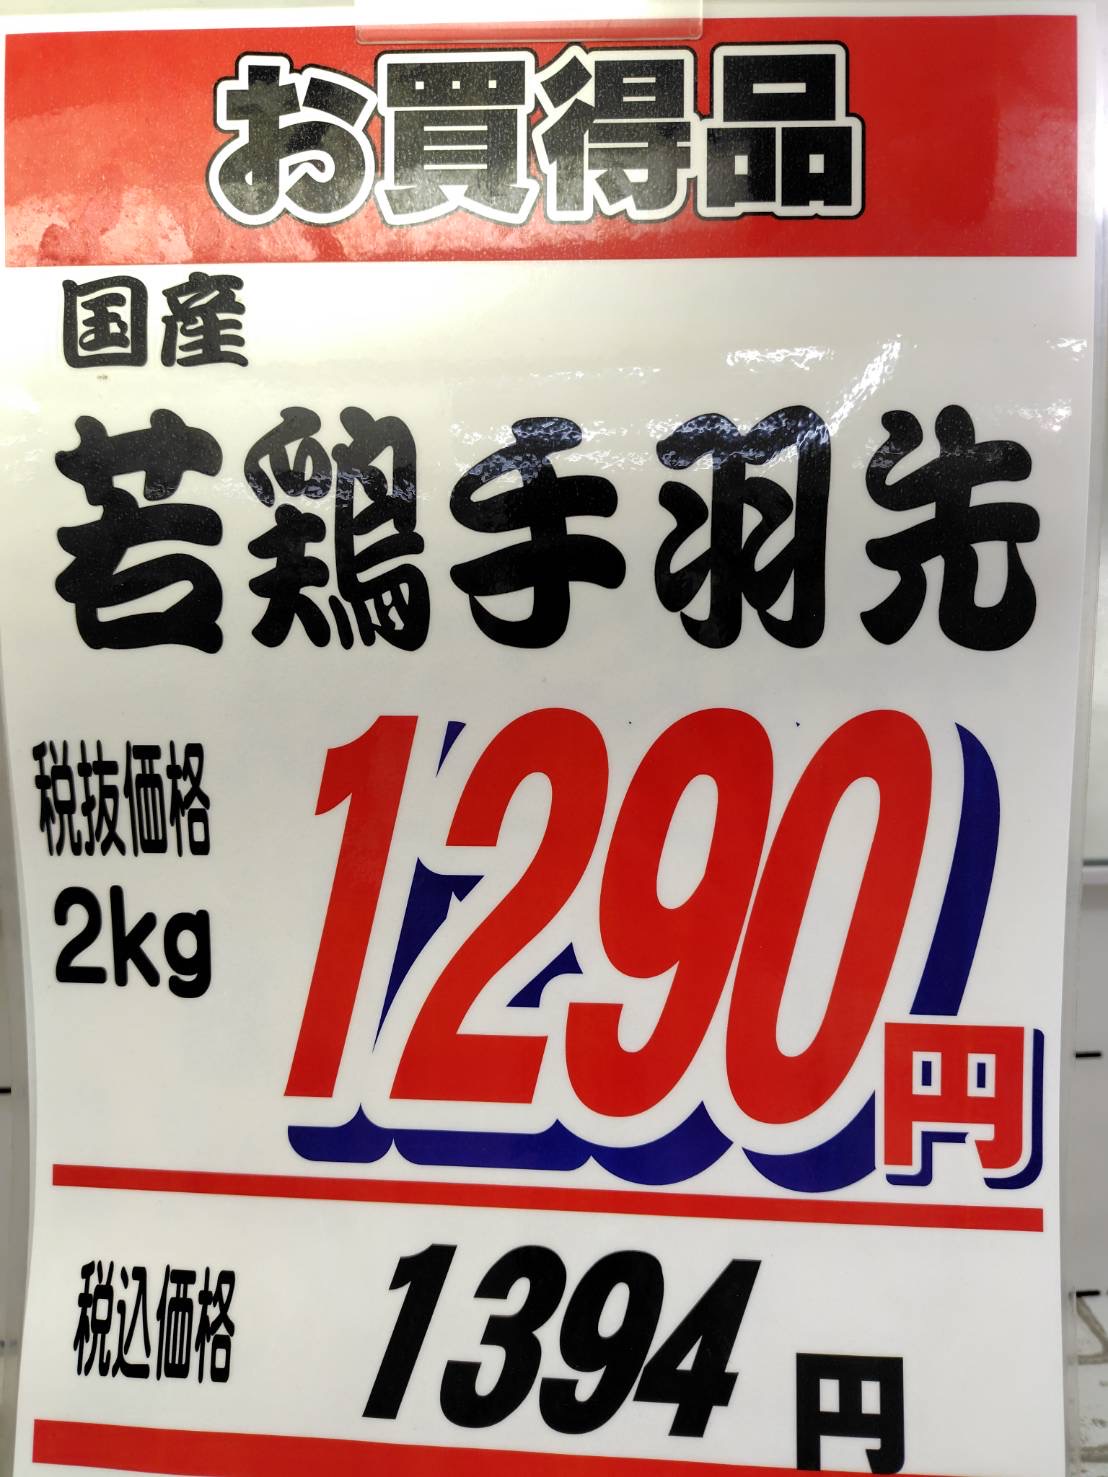 お買得品
国産
若鶏手羽先
税抜価格
2kg
1290円
税込価格 1394円